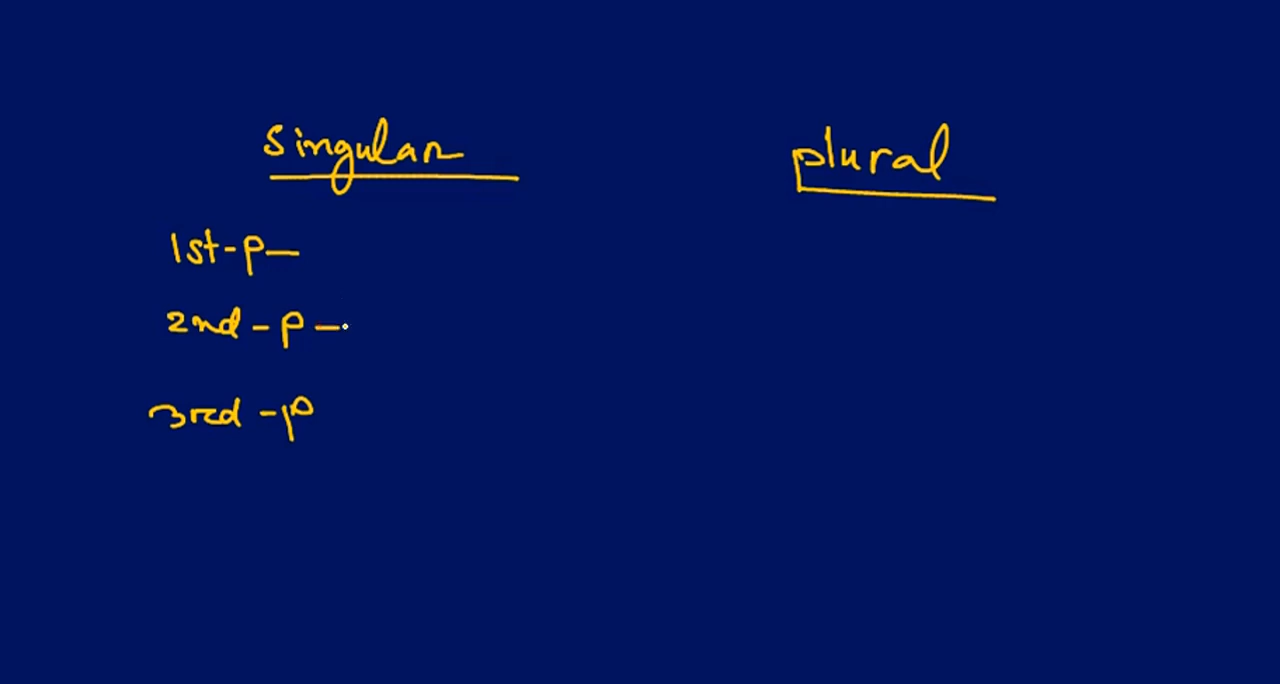 Singular plural
1st-p—
2nd-p—
3rd-p